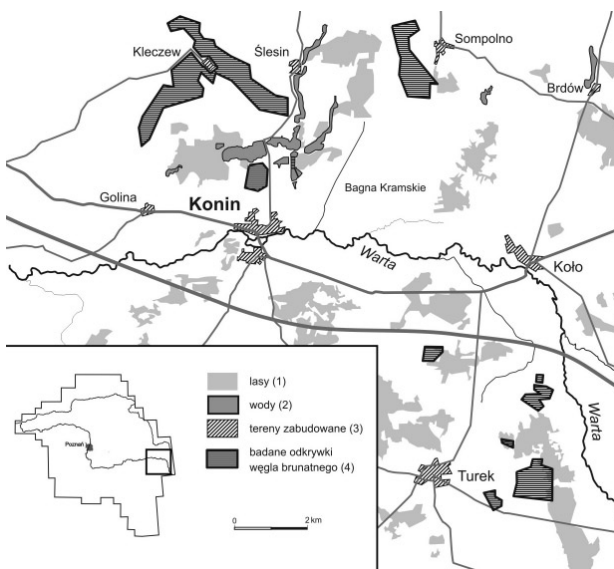 Kleczew
Ślesin
Sompolno
Brdów
Golina
Konin
Bagna Kramskie
Warta
Koło
Warta
lasy (1)
wody (2)
tereny zabudowane (3)
badane odkrywki
węgla brunatnego (4)
Poznań
0 2 km
Turek